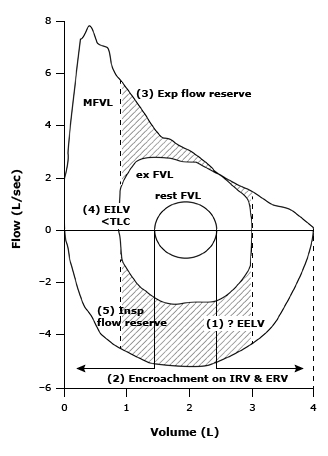 8
6
MFVL
(3) Exp flow reserve
4
ex FVL
2
rest FVL
(4) EILV
<TLC
Flow (L/sec)
0
−2
(5) Insp
flow reserve
(1) ? EELV
−4
(2) Encroachment on IRV & ERV
−6
0 1 2 3 4
Volume (L)